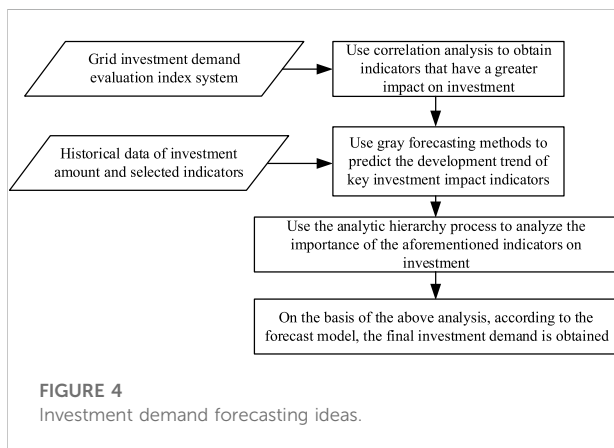 Grid investment demand
evaluation index system
Use correlation analysis to obtain
indicators that have a greater
impact on investment
Historical data of investment
amount and selected indicators
Use gray forecasting methods to
predict the development trend of
key investment impact indicators
Use the analytic hierarchy process to analyze the
importance of the aforementioned indicators on
investment
On the basis of the above analysis, according to the
forecast model, the final investment demand is obtained
FIGURE 4
Investment demand forecasting ideas.